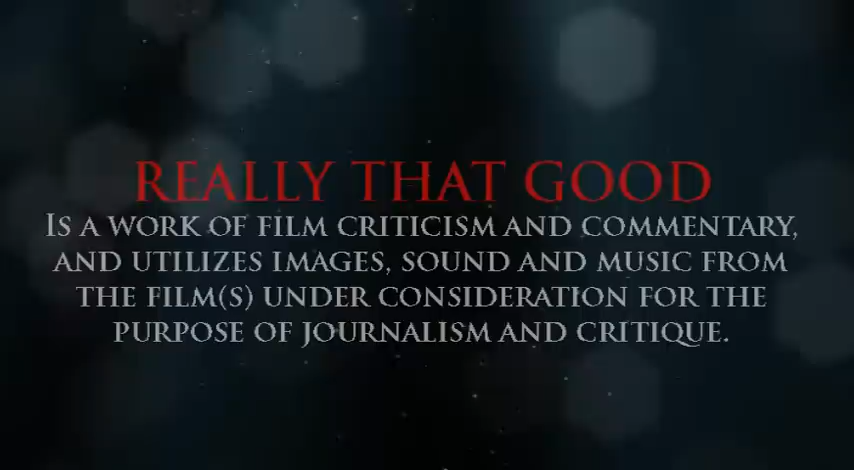 REALLY THAT GOOD
IS A WORK OF FILM CRITICISM AND COMMENTARY,
AND UTILIZES IMAGES, SOUND AND MUSIC FROM
THE FILM(S) UNDER CONSIDERATION FOR THE
PURPOSE OF JOURNALISM AND CRITIQUE.